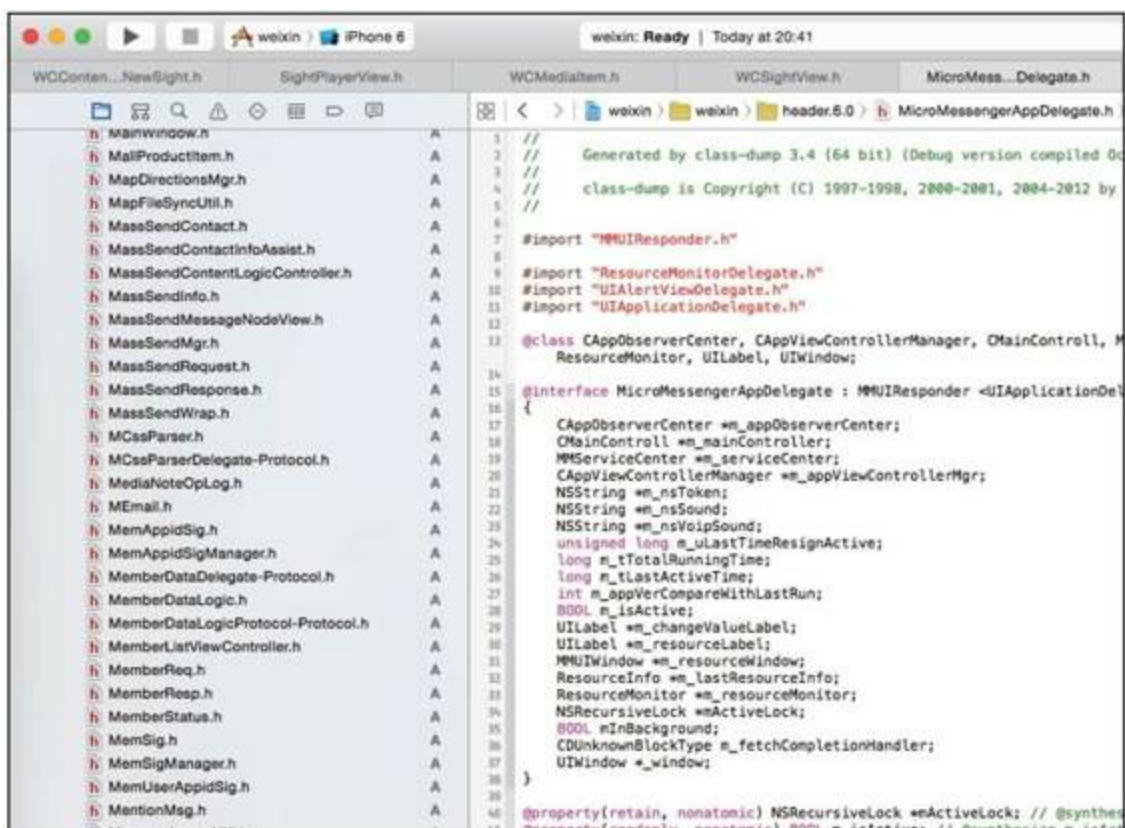 weixin iPhone 6
weixin: Ready | Today at 20:41
WCConten...NewSight.h
SightPlayerView.h
WCMediaItem.h
WCSightView.h
MicroMess...Delegate.h
weixin weixin header.6.0 h MicroMessengerAppDelegate.h
h MainWindow.h A
h MallProductItem.h A
h MapDirectionsMgr.h A
h MapFileSyncUtil.h A
h MassSendContact.h A
h MassSendContactInfoAssist.h A
h MassSendContentLogicController.h A
h MassSendInfo.h A
h MassSendMessageNodeView.h A
h MassSendMgr.h A
h MassSendRequest.h A
h MassSendResponse.h A
h MassSendWrap.h A
h MCssParser.h A
h MCssParserDelegate-Protocol.h A
h MediaNoteOpLog.h A
h MEmail.h A
h MemAppidSig.h A
h MemAppidSigManager.h A
h MemberDataDelegate-Protocol.h A
h MemberDataLogic.h A
h MemberDataLogicProtocol-Protocol.h A
h MemberListViewController.h A
h MemberReq.h A
h MemberResp.h A
h MemberStatus.h A
h MemSig.h A
h MemSigManager.h A
h MemUserAppidSig.h A
h MentionMsg.h A
1 //
2 // Generated by class-dump 3.4 (64 bit) (Debug version compiled Oc
3 //
4 // class-dump is Copyright (C) 1997-1998, 2000-2001, 2004-2012 by
5 //
6
7 #import "MMUIResponder.h"
8
9 #import "ResourceMonitorDelegate.h"
10 #import "UIAlertViewDelegate.h"
11 #import "UIApplicationDelegate.h"
12
13 @class CAppObserverCenter, CAppViewControllerManager, CMainControll, M
ResourceMonitor, UILabel, UIWindow;
14
15 @interface MicroMessengerAppDelegate : MMUIResponder <UIApplicationDel
16 {
17 CAppObserverCenter *m_appObserverCenter;
18 CMainControll *m_mainController;
19 MMServiceCenter *m_serviceCenter;
20 CAppViewControllerManager *m_appViewControllerMgr;
21 NSString *m_nsToken;
22 NSString *m_nsSound;
23 NSString *m_nsVoipSound;
24 unsigned long m_uLastTimeResignActive;
25 long m_tTotalRunningTime;
26 long m_tLastActiveTime;
27 int m_appVerCompareWithLastRun;
28 BOOL m_isActive;
29 UILabel *m_changeValueLabel;
30 UILabel *m_resourceLabel;
31 MMUIWindow *m_resourceWindow;
32 ResourceInfo *m_lastResourceInfo;
33 ResourceMonitor *m_resourceMonitor;
34 NSRecursiveLock *mActiveLock;
35 BOOL mInBackground;
36 CDUnknownBlockType m_fetchCompletionHandler;
37 UIWindow *_window;
38 }
39
40 @property(retain, nonatomic) NSRecursiveLock *mActiveLock; // @synthes